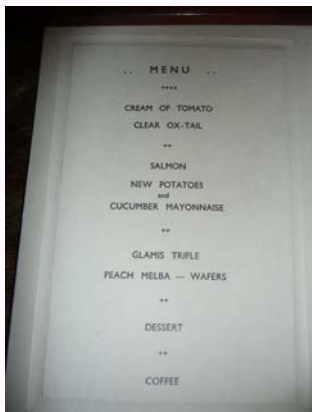 .. MENU ..
****
CREAM OF TOMATO
CLEAR OX-TAIL
**
SALMON
NEW POTATOES
and
CUCUMBER MAYONNAISE
**
GLAMIS TRIFLE
PEACH MELBA — WAFERS
**
DESSERT
**
COFFEE